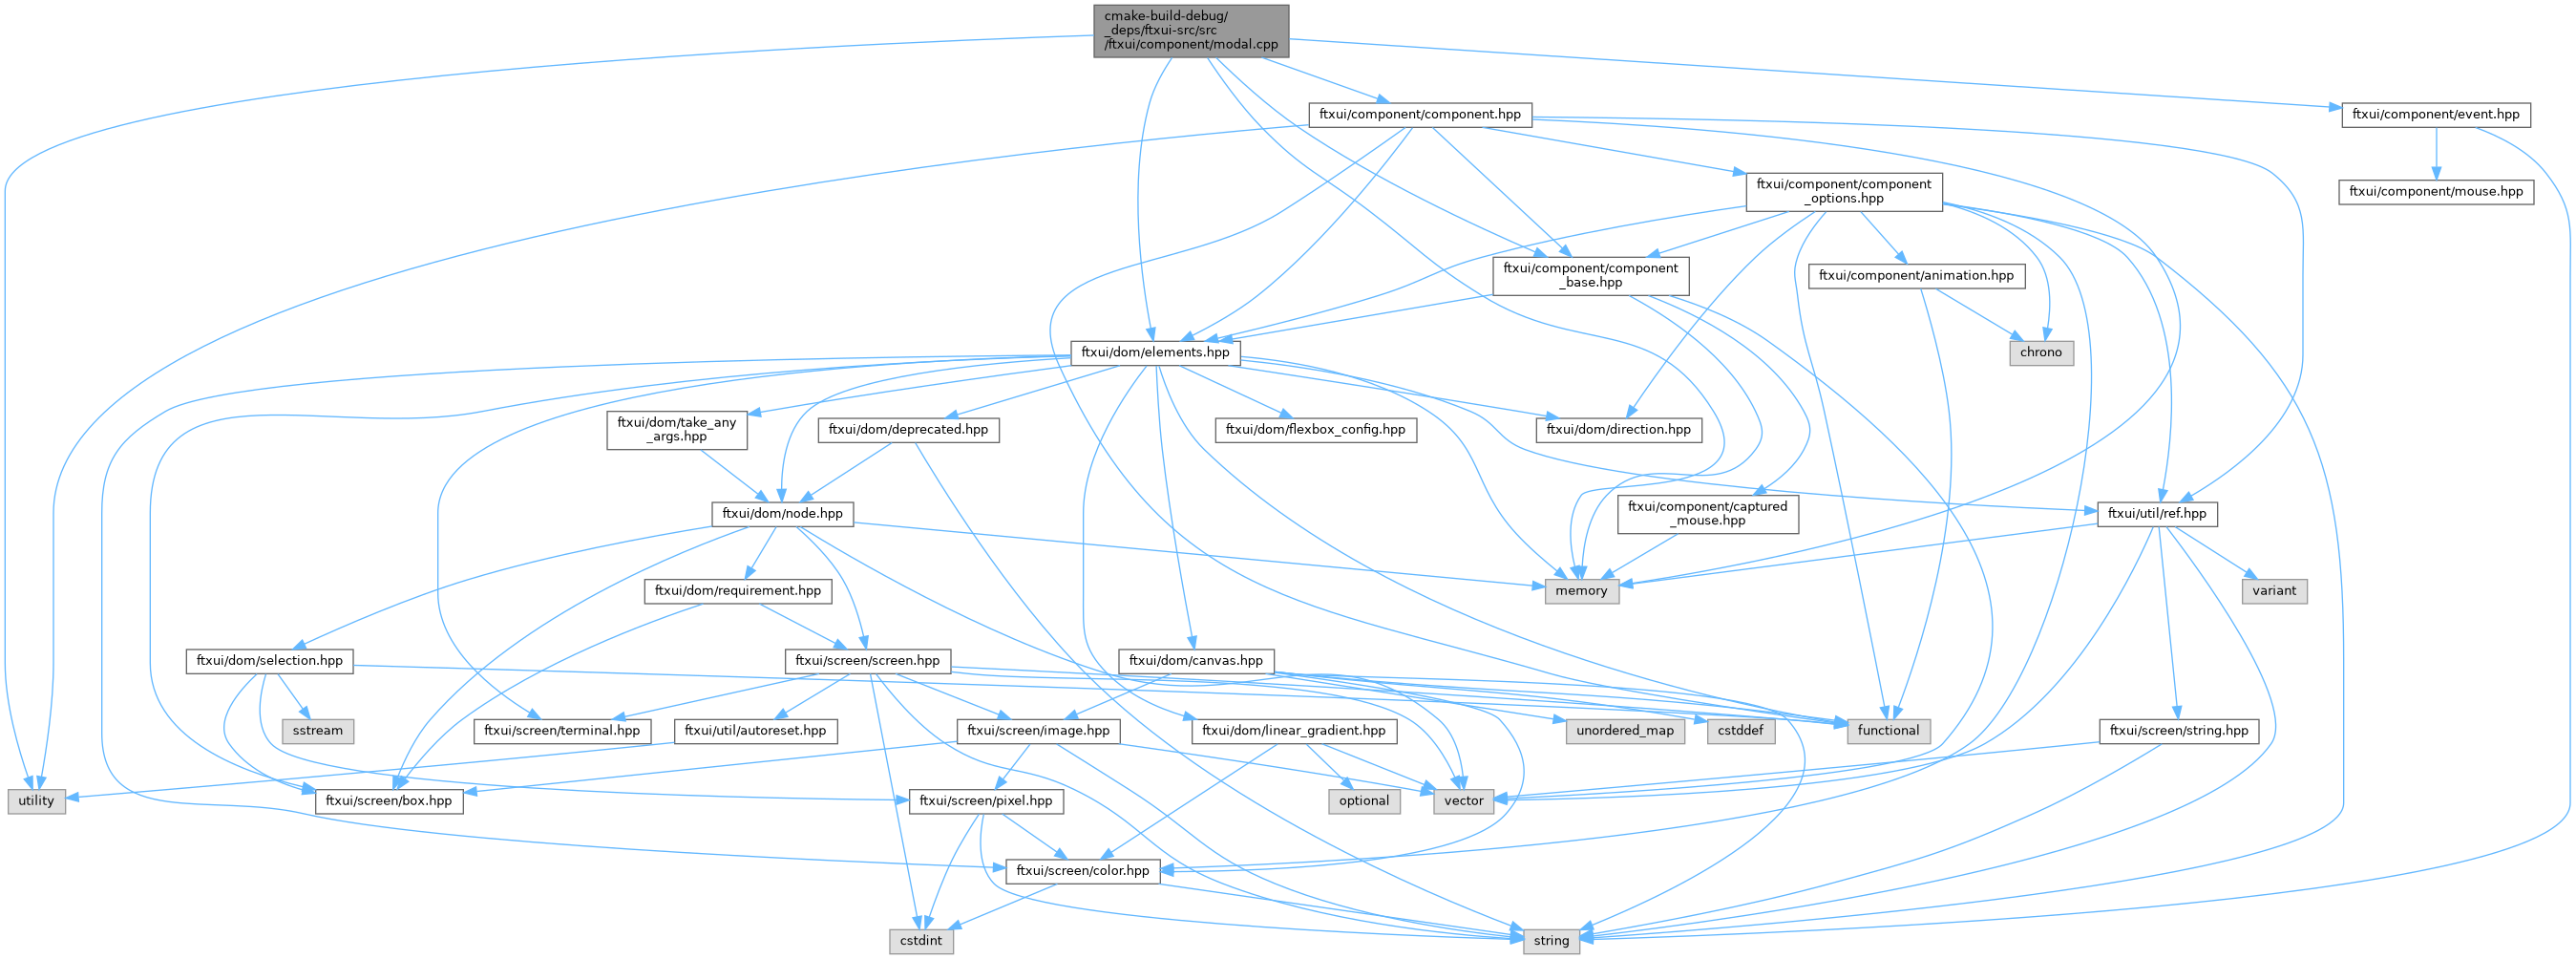 cmake-build-debug/
_deps/ftxui-src/src
/ftxui/component/modal.cpp
ftxui/component/component.hpp
ftxui/component/event.hpp
ftxui/component/component
_options.hpp
ftxui/component/mouse.hpp
ftxui/component/component
_base.hpp
ftxui/component/animation.hpp
ftxui/dom/elements.hpp
chrono
ftxui/dom/take_any
_args.hpp
ftxui/dom/deprecated.hpp
ftxui/dom/flexbox_config.hpp
ftxui/dom/direction.hpp
ftxui/dom/node.hpp
ftxui/component/captured
_mouse.hpp
ftxui/util/ref.hpp
ftxui/dom/requirement.hpp
memory
variant
ftxui/dom/selection.hpp
ftxui/screen/screen.hpp
ftxui/dom/canvas.hpp
sstream
ftxui/screen/terminal.hpp
ftxui/util/autoreset.hpp
ftxui/screen/image.hpp
ftxui/dom/linear_gradient.hpp
unordered_map
cstddef
functional
ftxui/screen/string.hpp
utility
ftxui/screen/box.hpp
ftxui/screen/pixel.hpp
optional
vector
ftxui/screen/color.hpp
cstdint
string